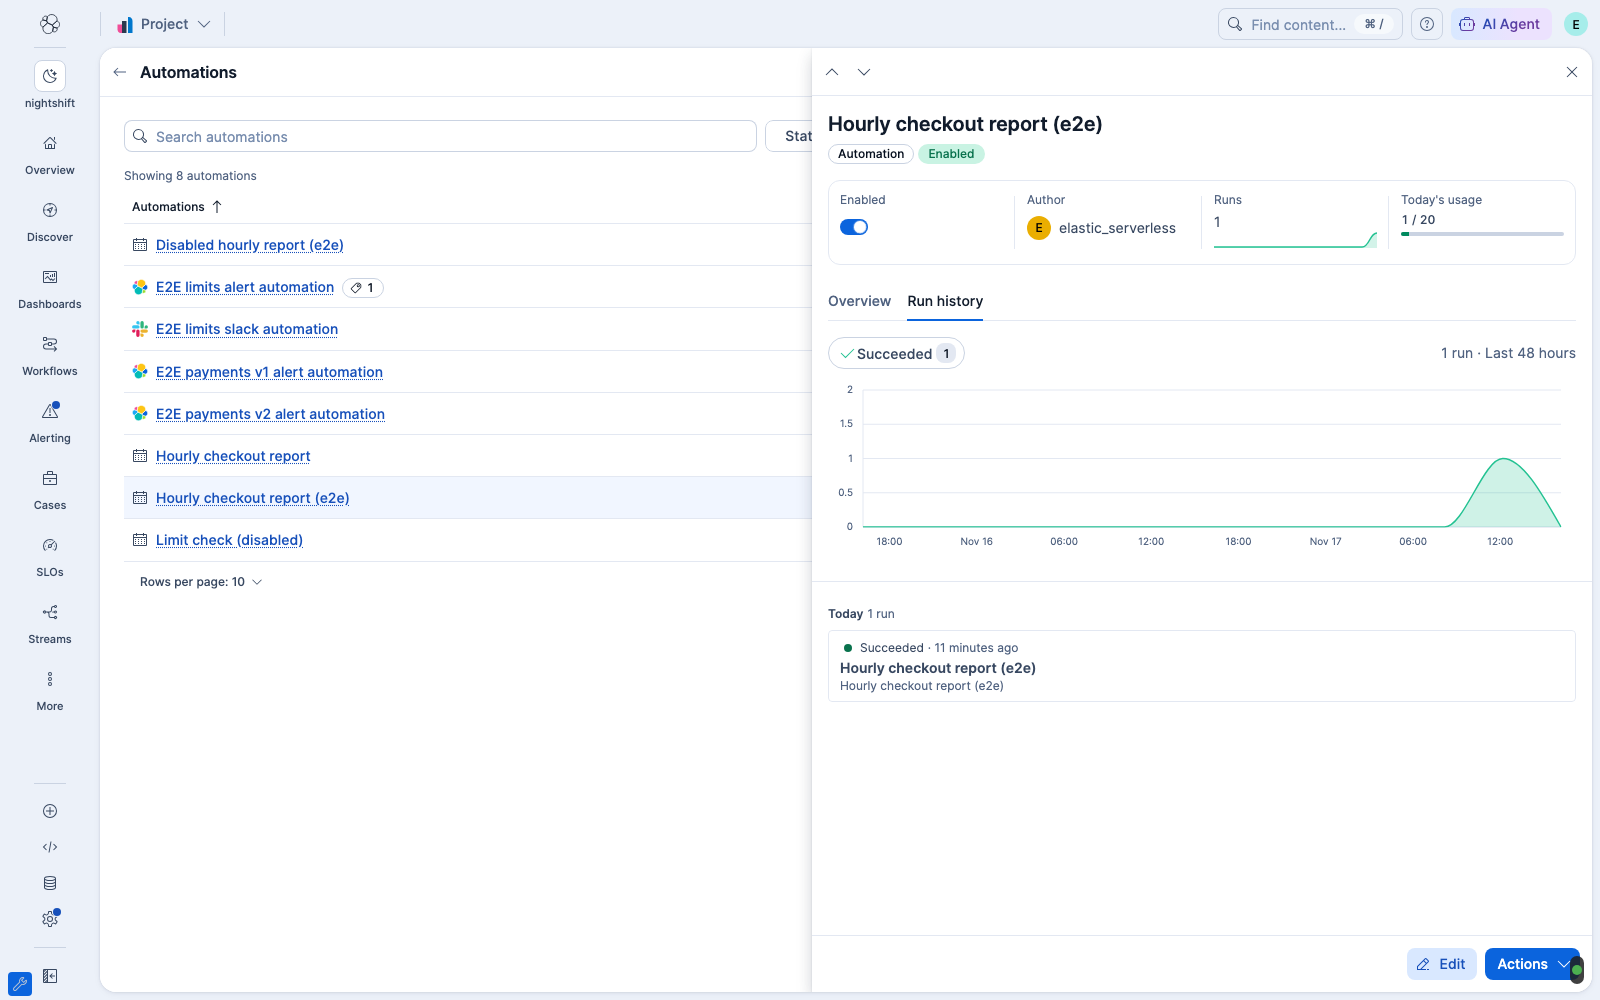 Project
Find content...
⌘ /
AI Agent
E
nightshift
Overview
Discover
Dashboards
Workflows
Alerting
Cases
SLOs
Streams
More
Automations
Search automations
Stat
Showing 8 automations
Automations
Disabled hourly report (e2e)
E2E limits alert automation
1
E2E limits slack automation
E2E payments v1 alert automation
E2E payments v2 alert automation
Hourly checkout report
Hourly checkout report (e2e)
Limit check (disabled)
Rows per page: 10
Hourly checkout report (e2e)
Automation
Enabled
Enabled
Author
Runs
Today's usage
E
elastic_serverless
1
1 / 20
Overview
Run history
Succeeded 1
1 run · Last 48 hours
2
1.5
1
0.5
0
18:00
Nov 16
06:00
12:00
18:00
Nov 17
06:00
12:00
Today 1 run
Succeeded · 11 minutes ago
Hourly checkout report (e2e)
Hourly checkout report (e2e)
Edit
Actions